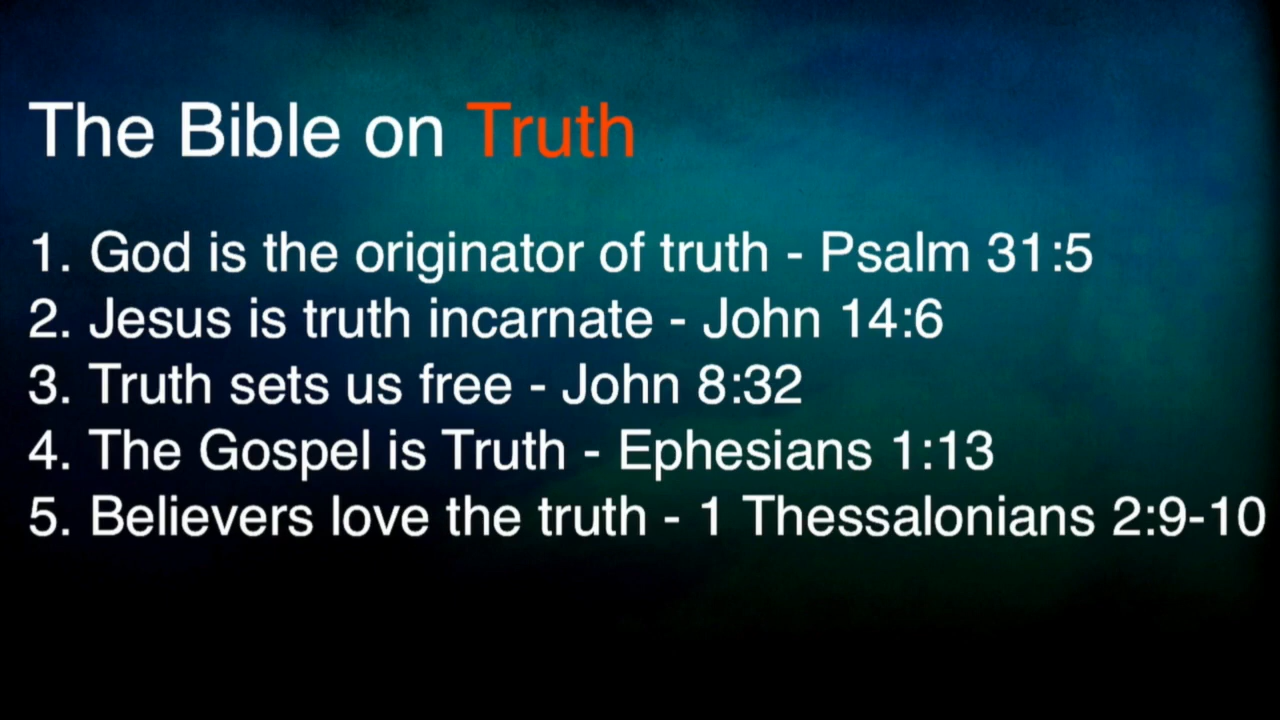 The Bible on Truth
1. God is the originator of truth - Psalm 31:5
2. Jesus is truth incarnate - John 14:6
3. Truth sets us free - John 8:32
4. The Gospel is Truth - Ephesians 1:13
5. Believers love the truth - 1 Thessalonians 2:9-10